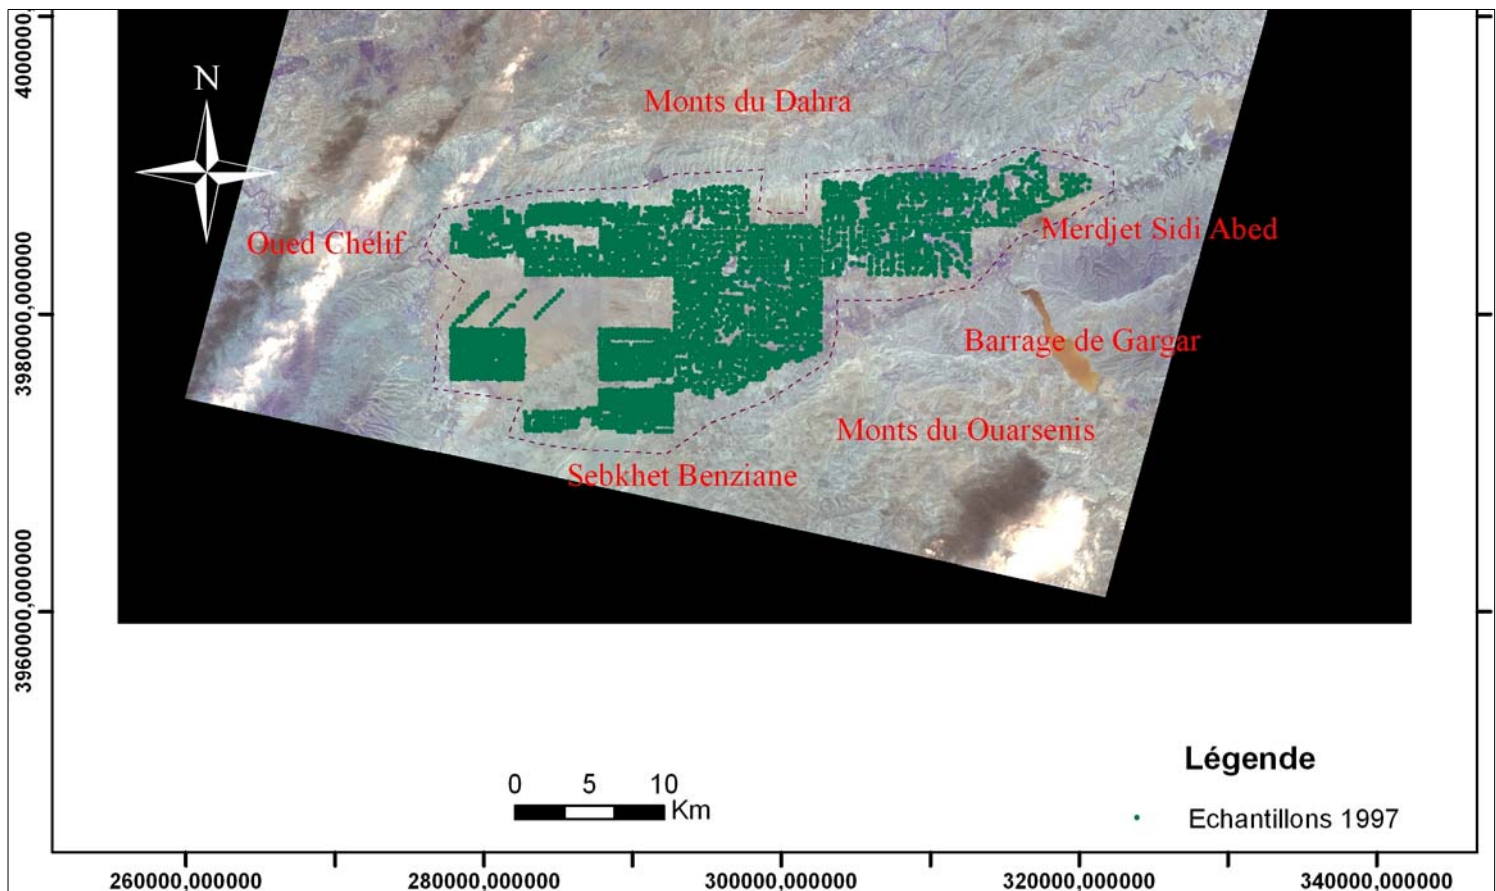 4000000,
N
Monts du Dahra
Oued Chélif
Merdjet Sidi Abed
3980000,000000
Barrage de Gargar
Monts du Ouarsenis
Sebkhet Benziane
3960000,000000
Légende
0 5 10
Km
Echantillons 1997
260000,000000 280000,000000 300000,000000 320000,000000 340000,000000